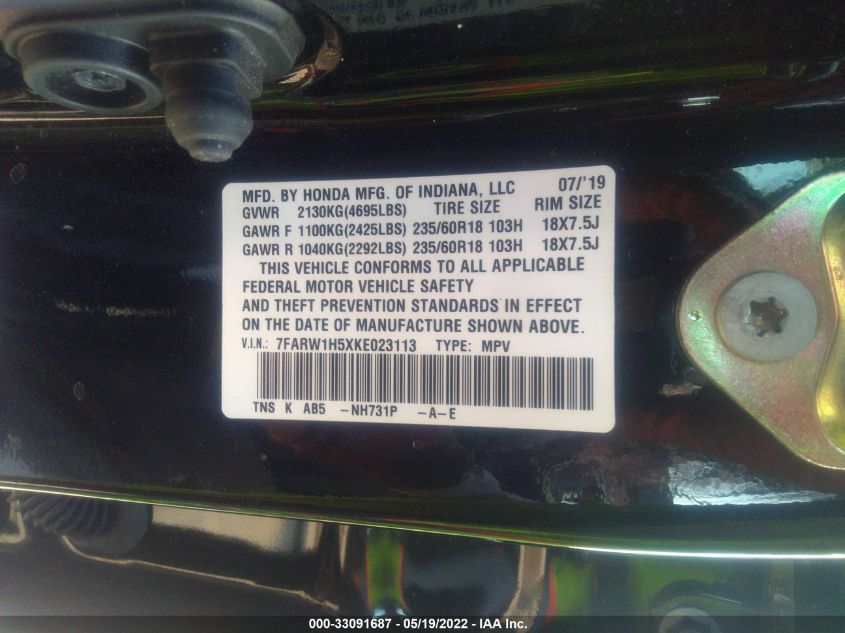 MFD. BY HONDA MFG. OF INDIANA, LLC 07/'19
GVWR 2130KG(4695LBS) TIRE SIZE RIM SIZE
GAWR F 1100KG(2425LBS) 235/60R18 103H 18X7.5J
GAWR R 1040KG(2292LBS) 235/60R18 103H 18X7.5J
THIS VEHICLE CONFORMS TO ALL APPLICABLE
FEDERAL MOTOR VEHICLE SAFETY
AND THEFT PREVENTION STANDARDS IN EFFECT
ON THE DATE OF MANUFACTURE SHOWN ABOVE.
V.I.N.: 7FARW1H5XKE023113 TYPE: MPV
TNS K AB5 -NH731P -A-E
000-33091687 - 05/19/2022 - IAA Inc.